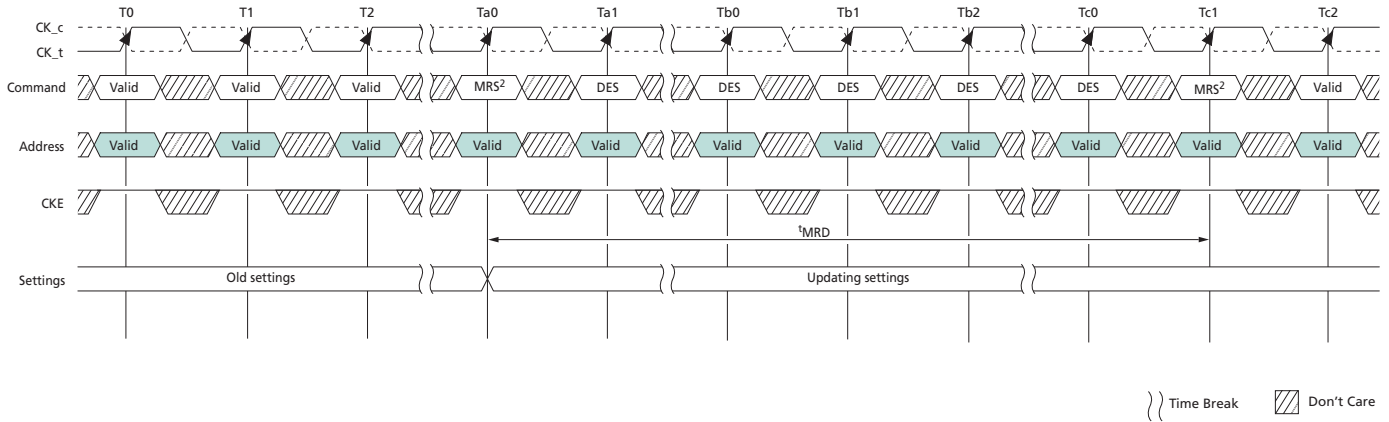 T0 T1 T2 Ta0 Ta1 Tb0 Tb1 Tb2 Tc0 Tc1 Tc2
CK_c
CK_t
Command Valid Valid Valid MRS² DES DES DES DES DES MRS² Valid
Address Valid Valid Valid Valid Valid Valid Valid Valid Valid Valid Valid
CKE
ᵗMRD
Settings Old settings Updating settings
Time Break Don't Care